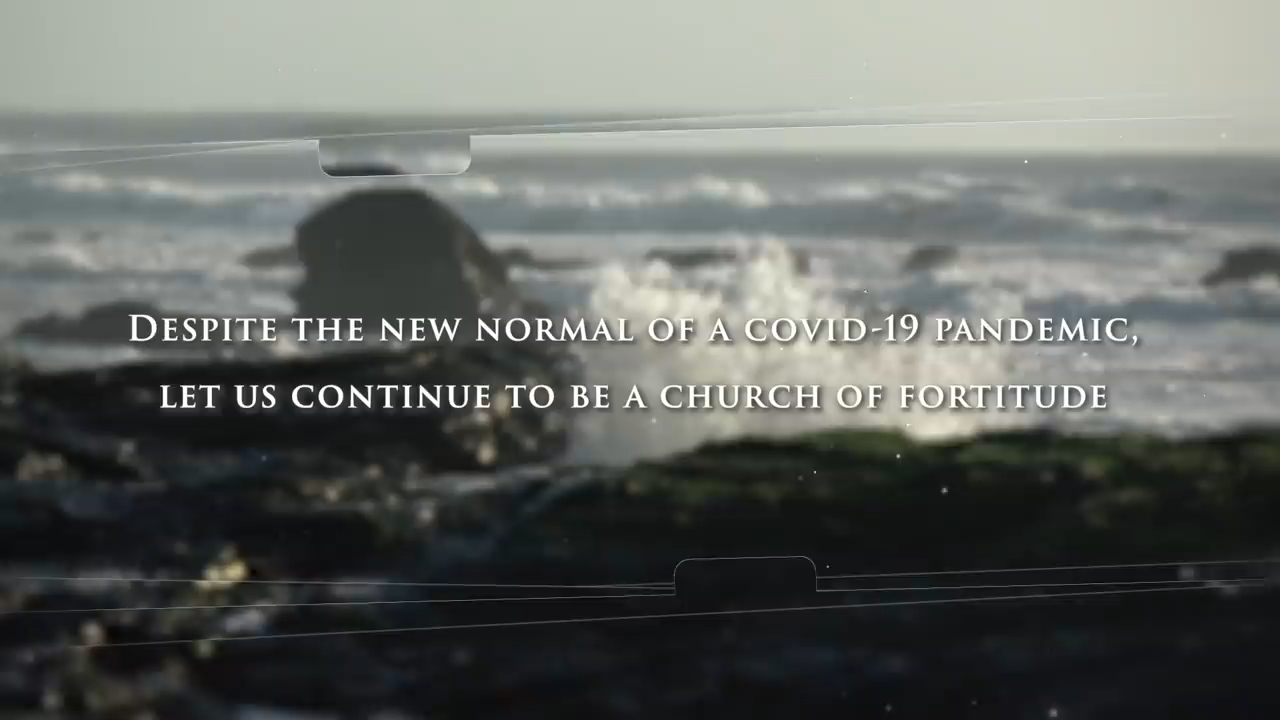 Despite the new normal of a covid-19 pandemic,
let us continue to be a church of fortitude